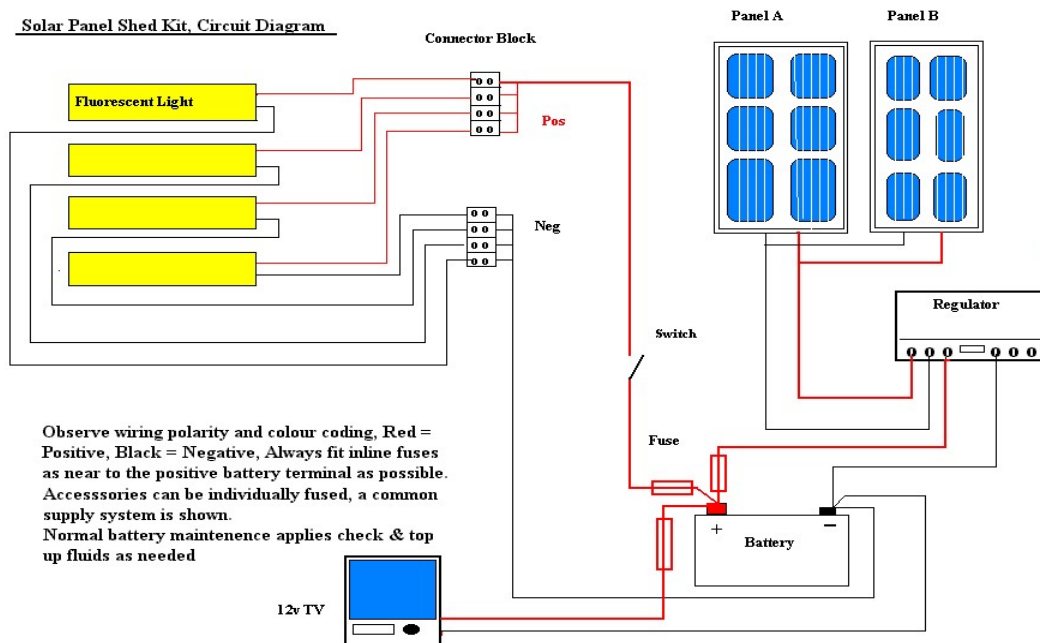 Solar Panel Shed Kit, Circuit Diagram
Panel A
Panel B
Connector Block
Fluorescent Light
Pos
Neg
Regulator
Switch
Observe wiring polarity and colour coding, Red =
Positive, Black = Negative, Always fit inline fuses
as near to the positive battery terminal as possible.
Accesssories can be individually fused, a common
supply system is shown.
Normal battery maintenence applies check & top
up fluids as needed
Fuse
+
−
Battery
12v TV